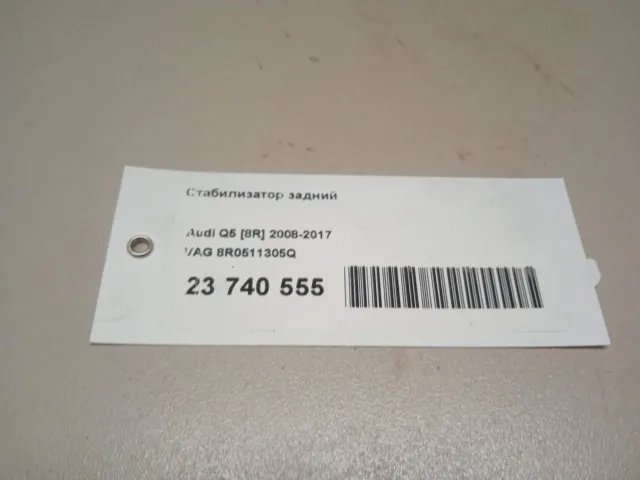 Стабилизатор задний
Audi Q5 [8R] 2008-2017
VAG 8R0511305Q
23 740 555